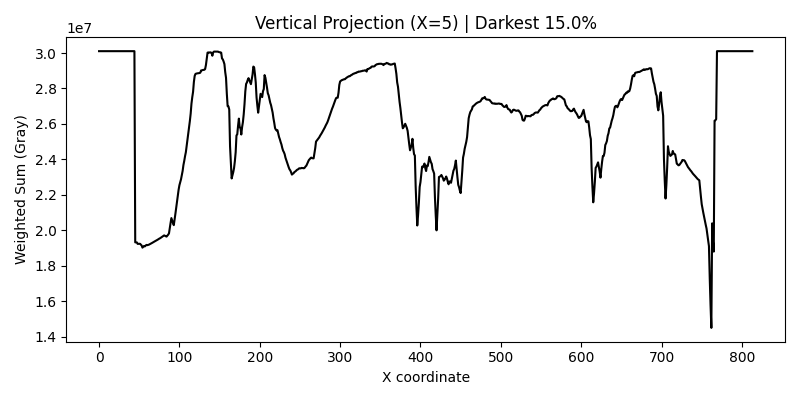 Vertical Projection (X=5) | Darkest 15.0%
1e7
3.0
2.8
2.6
2.4
2.2
2.0
1.8
1.6
1.4
Weighted Sum (Gray)
0 100 200 300 400 500 600 700 800
X coordinate